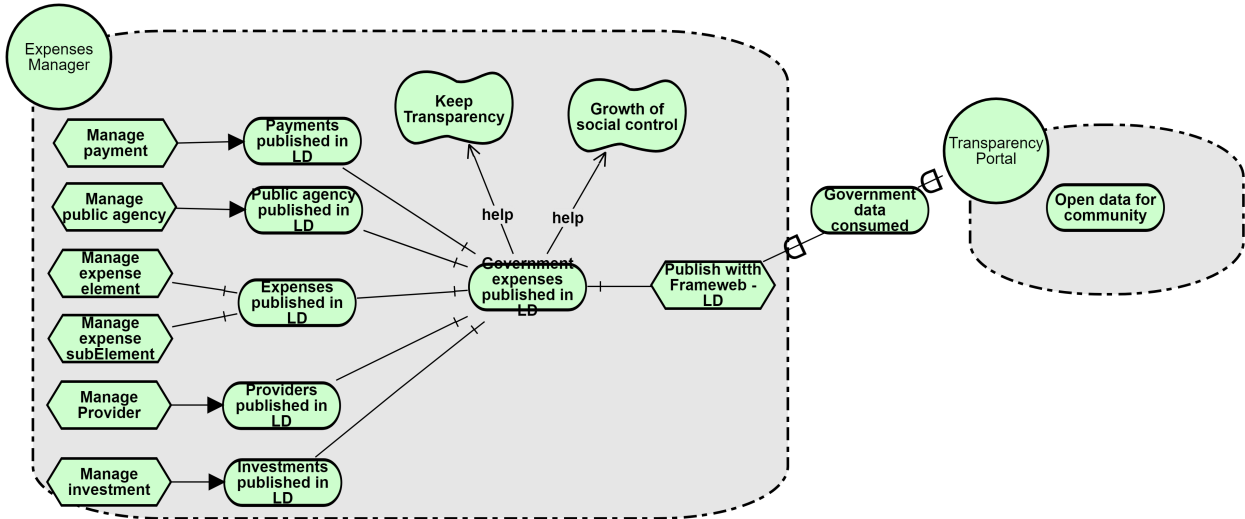 Expenses
Manager
Manage
payment
Payments
published in
LD
Keep
Transparency
Growth of
social control
Manage
public agency
Public agency
published in
LD
help
help
Manage
expense
element
Expenses
published in
LD
Manage
expense
subElement
Government
expenses
published in
LD
Publish witth
Frameweb -
LD
Government
data
consumed
Transparency
Portal
Open data for
community
Manage
Provider
Providers
published in
LD
Manage
investment
Investments
published in
LD